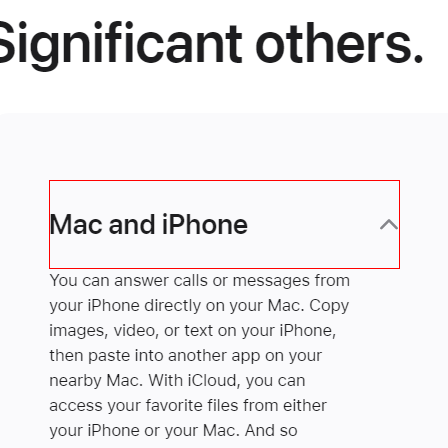 Significant others.
Mac and iPhone
You can answer calls or messages from
your iPhone directly on your Mac. Copy
images, video, or text on your iPhone,
then paste into another app on your
nearby Mac. With iCloud, you can
access your favorite files from either
your iPhone or your Mac. And so